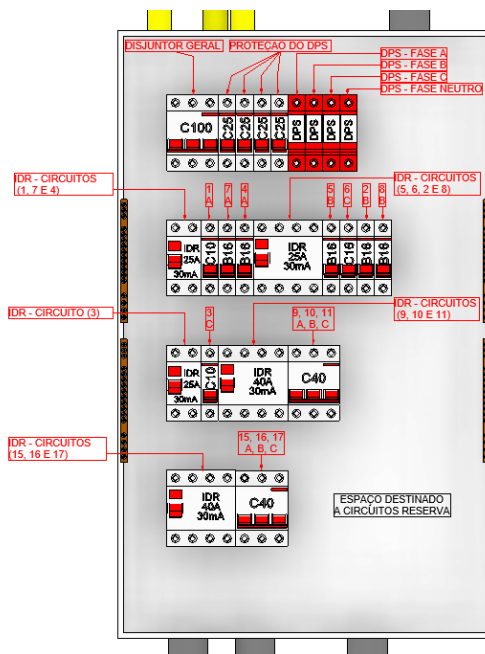 DISJUNTOR GERAL
PROTEÇÃO DO DPS
DPS - FASE A
DPS - FASE B
DPS - FASE C
DPS - FASE NEUTRO
C100
C25
C25
C25
C25
DPS
DPS
DPS
DPS
IDR - CIRCUITOS
(1, 7 E 4)
1
A
7
A
4
A
IDR - CIRCUITOS
(5, 6, 2 E 8)
5
B
6
C
2
B
8
B
IDR
25A
30mA
C10
B16
B16
IDR
25A
30mA
B16
C16
B16
B16
IDR - CIRCUITO (3)
3
C
9, 10, 11
A, B, C
IDR - CIRCUITOS
(9, 10 E 11)
IDR
25A
30mA
C10
IDR
40A
30mA
C40
IDR - CIRCUITOS
(15, 16 E 17)
15, 16, 17
A, B, C
IDR
40A
30mA
C40
ESPAÇO DESTINADO
A CIRCUITOS RESERVA